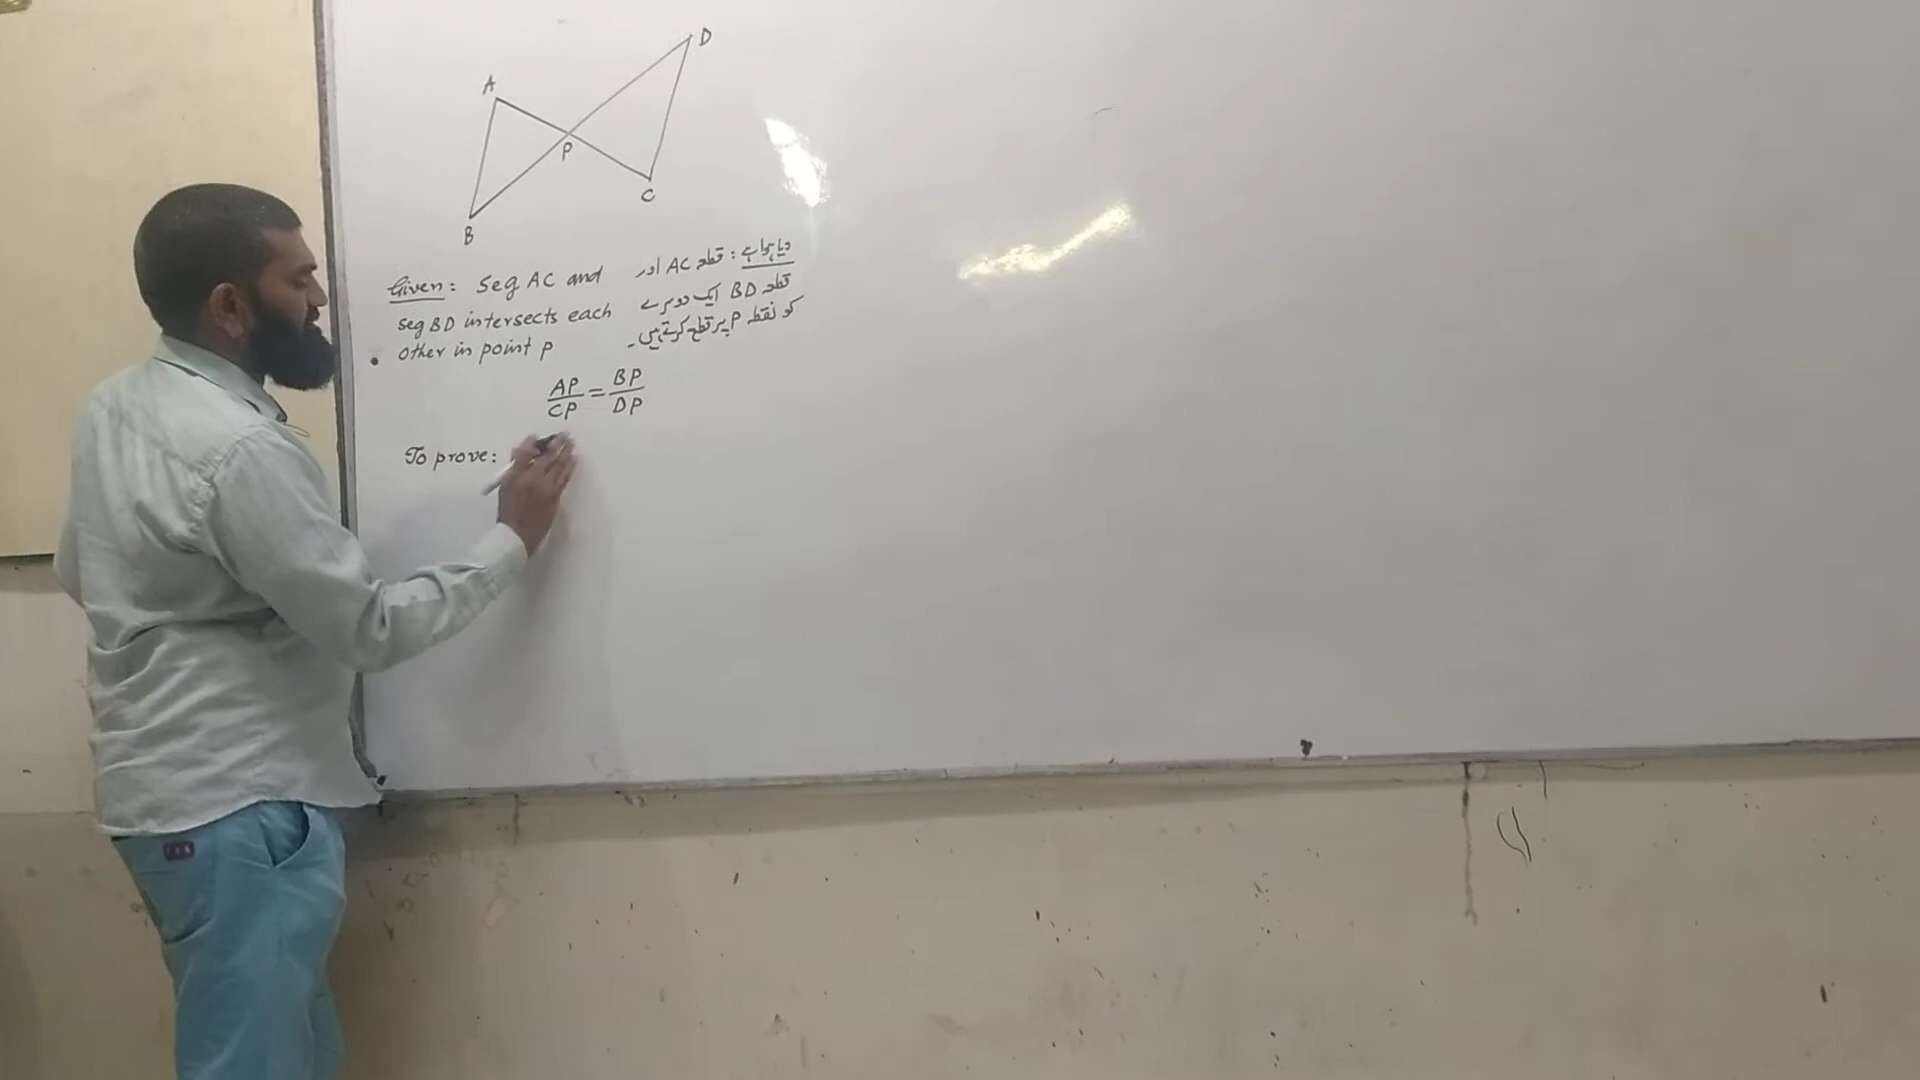 A
D
P
C
B
Given: Seg AC and
seg BD intersects each
other in point P
دیا ہوا ہے : قطعہ AC اور
قطعہ BD ایک دوسرے
کو نقطہ P پر قطع کرتے ہیں۔
AP/CP = BP/DP
To prove: